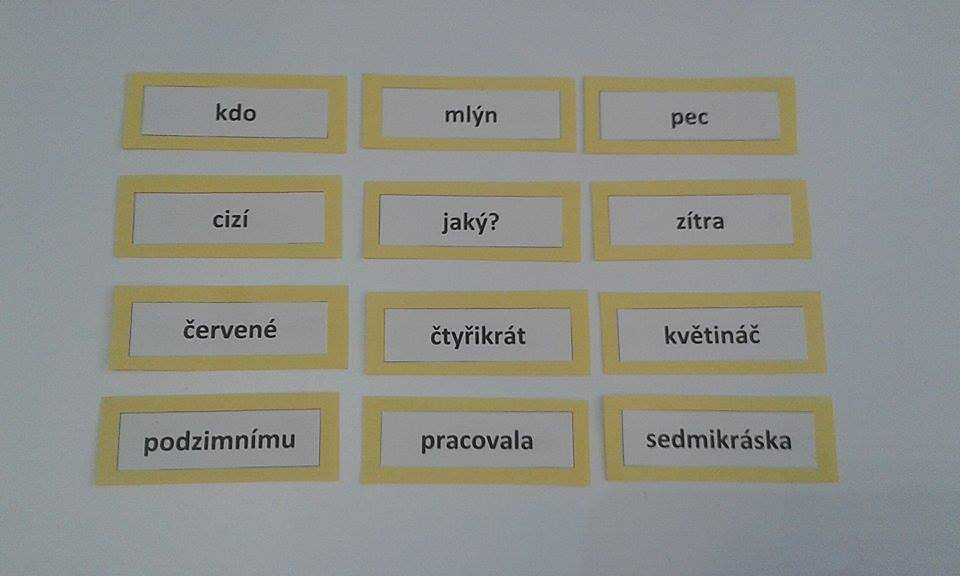 kdo mlýn pec
cizí jaký? zítra
červené čtyřikrát květináč
podzimnímu pracovala sedmikráska